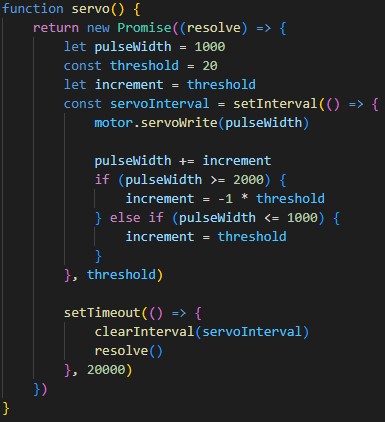 function servo() {
    return new Promise((resolve) => {
        let pulseWidth = 1000
        const threshold = 20
        let increment = threshold
        const servoInterval = setInterval(() => {
            motor.servoWrite(pulseWidth)

            pulseWidth += increment
            if (pulseWidth >= 2000) {
                increment = -1 * threshold
            } else if (pulseWidth <= 1000) {
                increment = threshold
            }
        }, threshold)

        setTimeout(() => {
            clearInterval(servoInterval)
            resolve()
        }, 20000)
    })
}